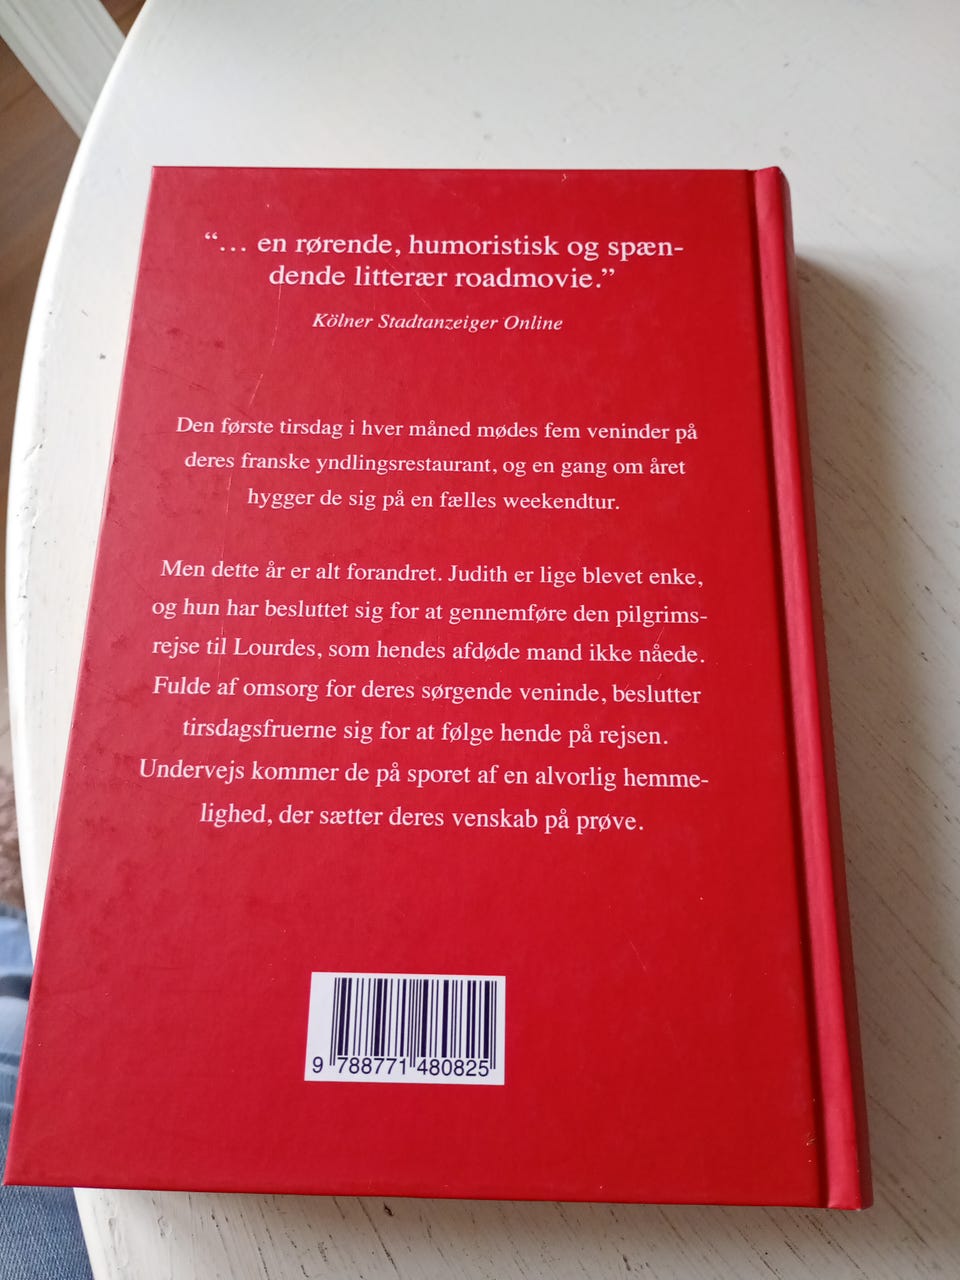 “... en rørende, humoristisk og spæn-
dende litterær roadmovie.”
Kölner Stadtanzeiger Online
Den første tirsdag i hver måned mødes fem veninder på
deres franske yndlingsrestaurant, og en gang om året
hygger de sig på en fælles weekendtur.
Men dette år er alt forandret. Judith er lige blevet enke,
og hun har besluttet sig for at gennemføre den pilgrims-
rejse til Lourdes, som hendes afdøde mand ikke nåede.
Fulde af omsorg for deres sørgende veninde, beslutter
tirsdagsfruerne sig for at følge hende på rejsen.
Undervejs kommer de på sporet af en alvorlig hemme-
lighed, der sætter deres venskab på prøve.
9 788771 480825